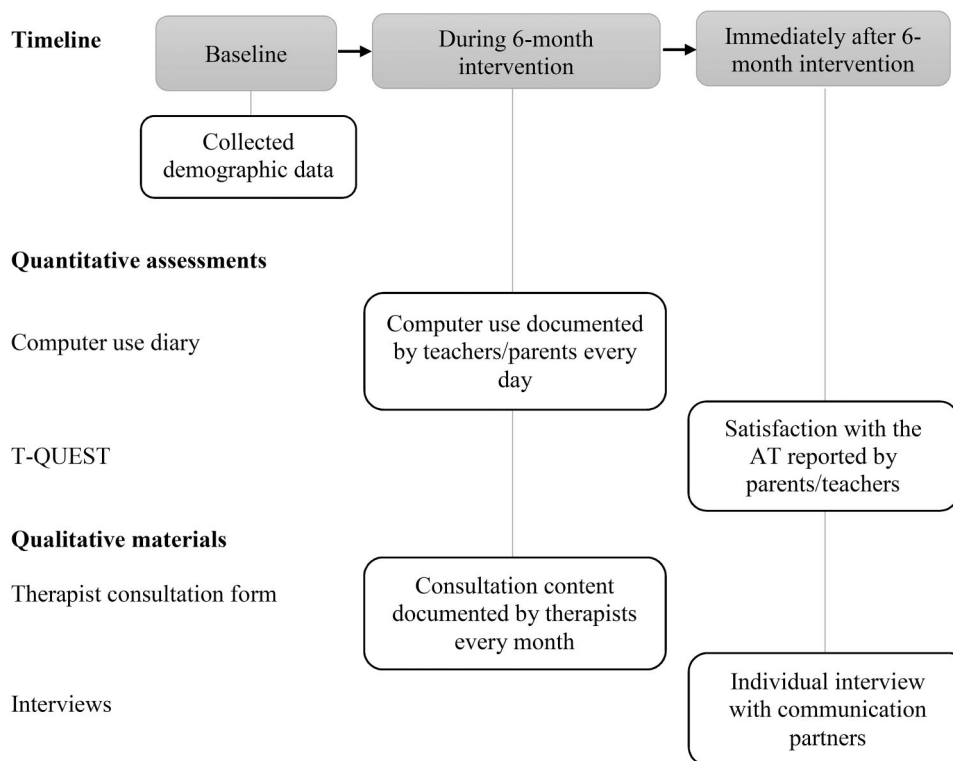 Timeline
Baseline
During 6-month
intervention
Immediately after 6-
month intervention
Collected
demographic data
Quantitative assessments
Computer use diary
Computer use documented
by teachers/parents every
day
T-QUEST
Satisfaction with the
AT reported by
parents/teachers
Qualitative materials
Therapist consultation form
Consultation content
documented by therapists
every month
Interviews
Individual interview
with communication
partners